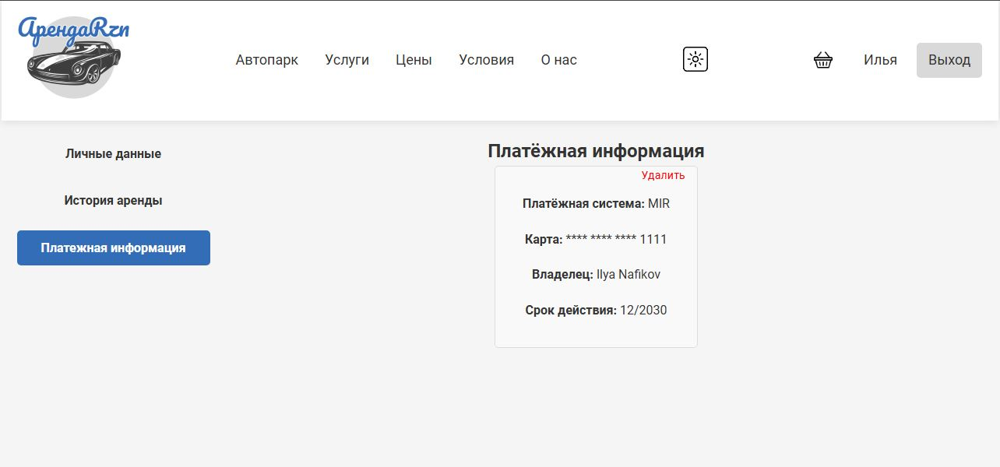 АрендаRzn
Автопарк Услуги Цены Условия О нас Илья Выход
Личные данные
История аренды
Платежная информация
Платёжная информация
Удалить
Платёжная система: MIR
Карта: **** **** **** 1111
Владелец: Ilya Nafikov
Срок действия: 12/2030